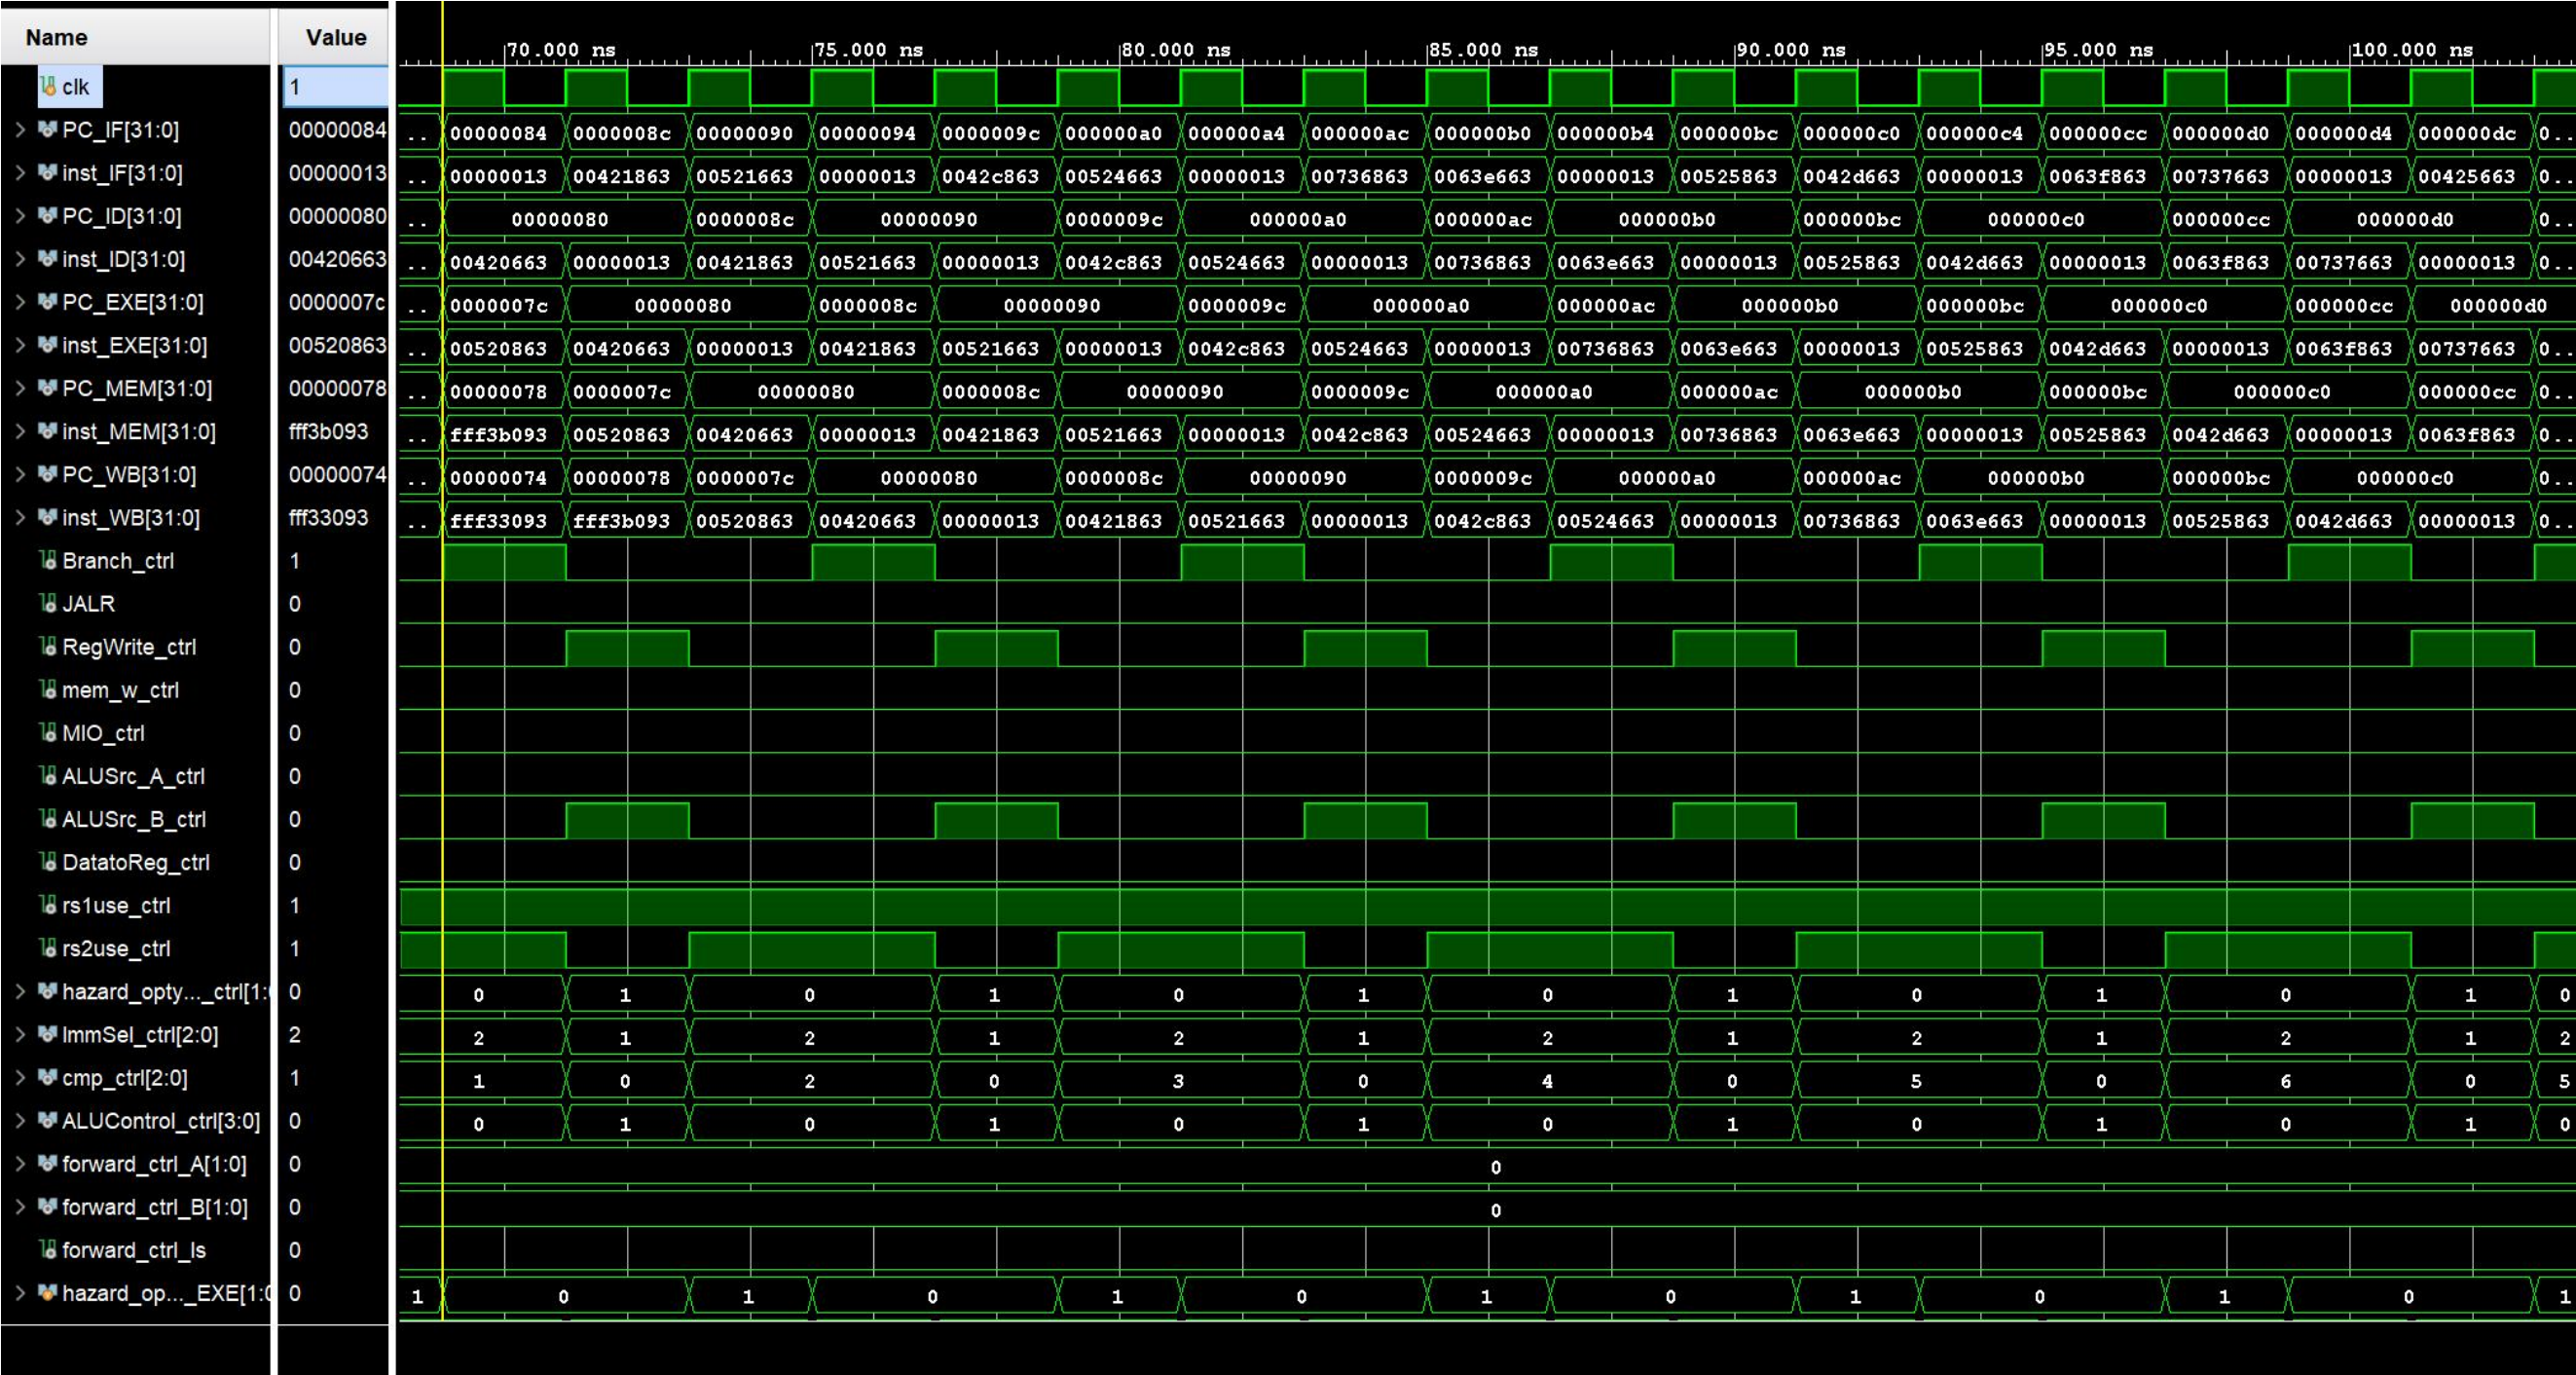 Name Value
70.000 ns 75.000 ns 80.000 ns 85.000 ns 90.000 ns 95.000 ns 100.000 ns
clk 1
PC_IF[31:0] 00000084 .. 00000084 0000008c 00000090 00000094 0000009c 000000a0 000000a4 000000ac 000000b0 000000b4 000000bc 000000c0 000000c4 000000cc 000000d0 000000d4 000000dc 0..
inst_IF[31:0] 00000013 .. 00000013 00421863 00521663 00000013 0042c863 00524663 00000013 00736863 0063e663 00000013 00525863 0042d663 00000013 0063f863 00737663 00000013 00425663 0..
PC_ID[31:0] 00000080 .. 00000080 0000008c 00000090 0000009c 000000a0 000000ac 000000b0 000000bc 000000c0 000000cc 000000d0 0..
inst_ID[31:0] 00420663 .. 00420663 00000013 00421863 00521663 00000013 0042c863 00524663 00000013 00736863 0063e663 00000013 00525863 0042d663 00000013 0063f863 00737663 00000013 0..
PC_EXE[31:0] 0000007c .. 0000007c 00000080 0000008c 00000090 0000009c 000000a0 000000ac 000000b0 000000bc 000000c0 000000cc 000000d0
inst_EXE[31:0] 00520863 .. 00520863 00420663 00000013 00421863 00521663 00000013 0042c863 00524663 00000013 00736863 0063e663 00000013 00525863 0042d663 00000013 0063f863 00737663 0..
PC_MEM[31:0] 00000078 .. 00000078 0000007c 00000080 0000008c 00000090 0000009c 000000a0 000000ac 000000b0 000000bc 000000c0 000000cc 0..
inst_MEM[31:0] fff3b093 .. fff3b093 00520863 00420663 00000013 00421863 00521663 00000013 0042c863 00524663 00000013 00736863 0063e663 00000013 00525863 0042d663 00000013 0063f863 0..
PC_WB[31:0] 00000074 .. 00000074 00000078 0000007c 00000080 0000008c 00000090 0000009c 000000a0 000000ac 000000b0 000000bc 000000c0 0..
inst_WB[31:0] fff33093 .. fff33093 fff3b093 00520863 00420663 00000013 00421863 00521663 00000013 0042c863 00524663 00000013 00736863 0063e663 00000013 00525863 0042d663 00000013 0..
Branch_ctrl 1
JALR 0
RegWrite_ctrl 0
mem_w_ctrl 0
MIO_ctrl 0
ALUSrc_A_ctrl 0
ALUSrc_B_ctrl 0
DatatoReg_ctrl 0
rs1use_ctrl 1
rs2use_ctrl 1
hazard_opty..._ctrl[1: 0 0 1 0 1 0 1 0 1 0 1 0 1 0
ImmSel_ctrl[2:0] 2 2 1 2 1 2 1 2 1 2 1 2 1 2
cmp_ctrl[2:0] 1 1 0 2 0 3 0 4 0 5 0 6 0 5
ALUControl_ctrl[3:0] 0 0 1 0 1 0 1 0 1 0 1 0 1 0
forward_ctrl_A[1:0] 0 0
forward_ctrl_B[1:0] 0 0
forward_ctrl_ls 0
hazard_op..._EXE[1:0 0 1 0 1 0 1 0 1 0 1 0 1 0 1